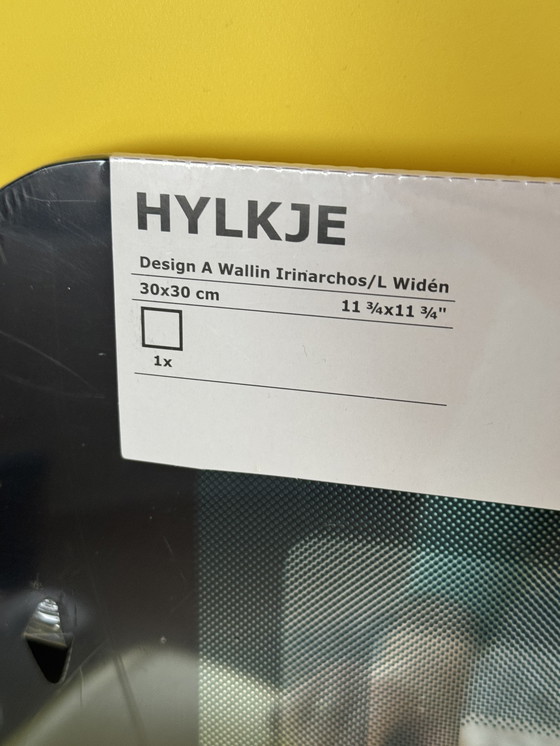 HYLKJE
Design A Wallin Irinarchos/L Widén
30x30 cm
11 ¾x11 ¾"
1x